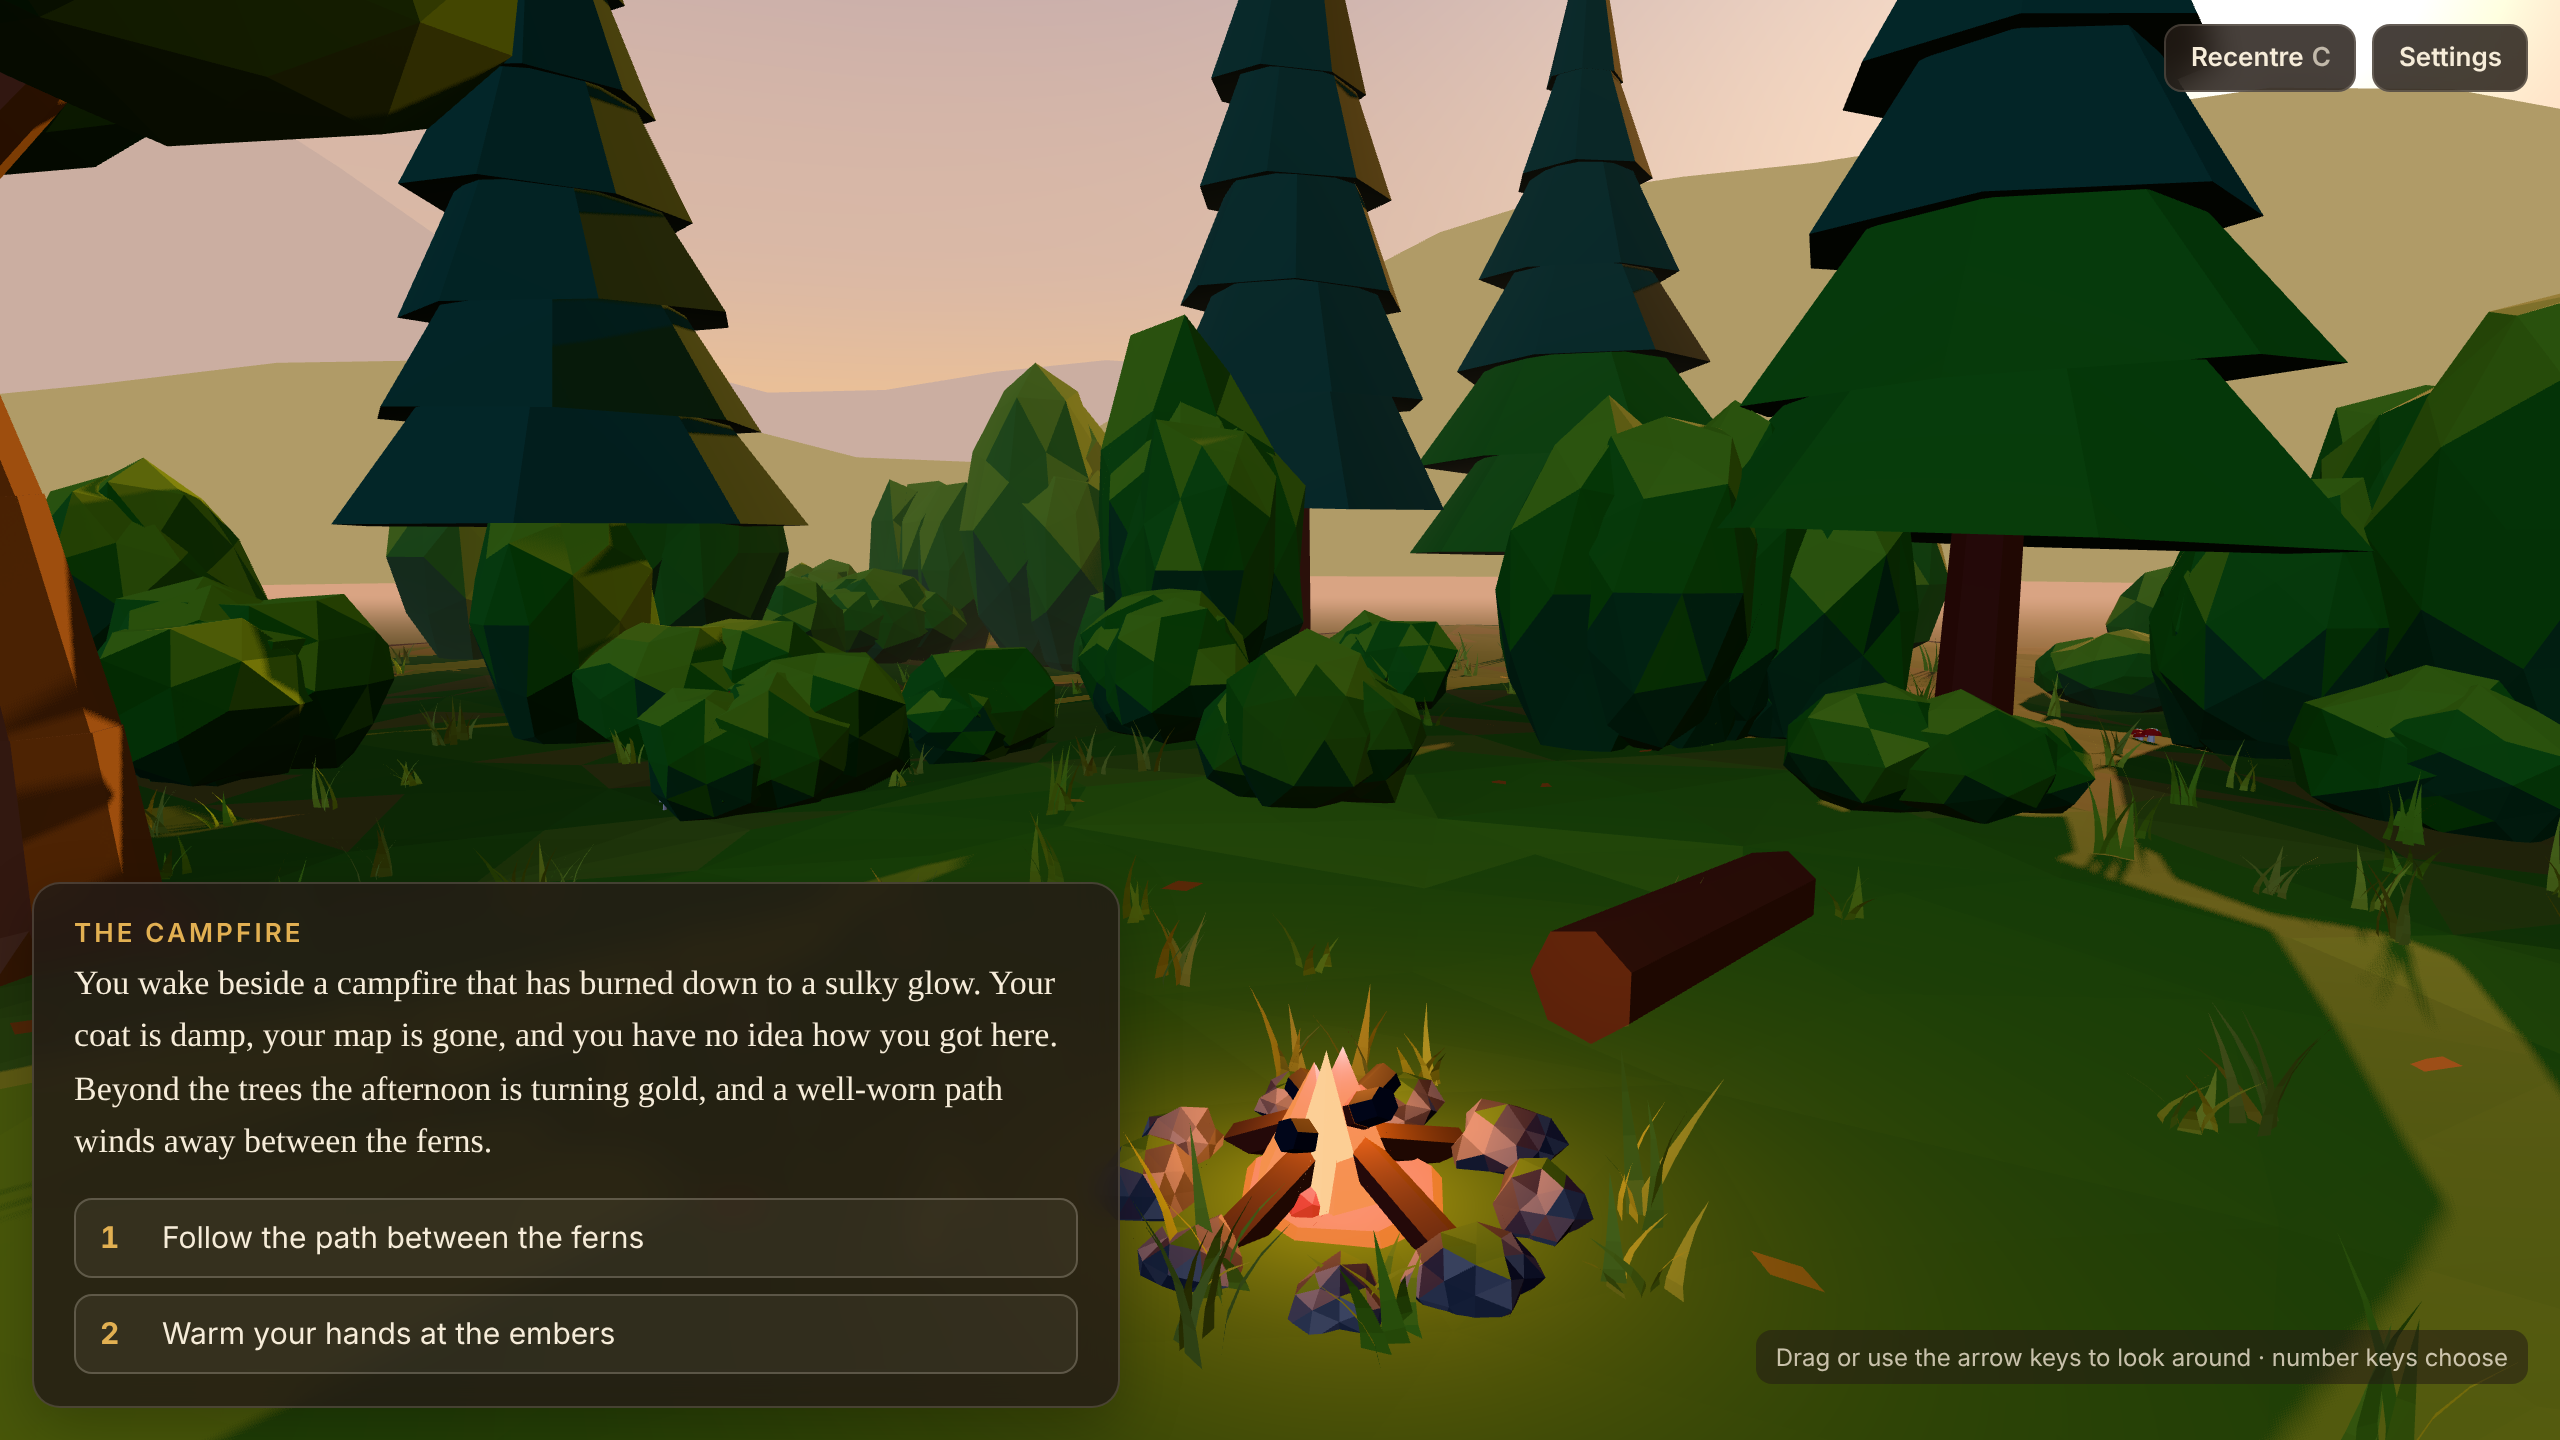 Recentre C
Settings
THE CAMPFIRE
You wake beside a campfire that has burned down to a sulky glow. Your
coat is damp, your map is gone, and you have no idea how you got here.
Beyond the trees the afternoon is turning gold, and a well-worn path
winds away between the ferns.
1 Follow the path between the ferns
2 Warm your hands at the embers
Drag or use the arrow keys to look around · number keys choose